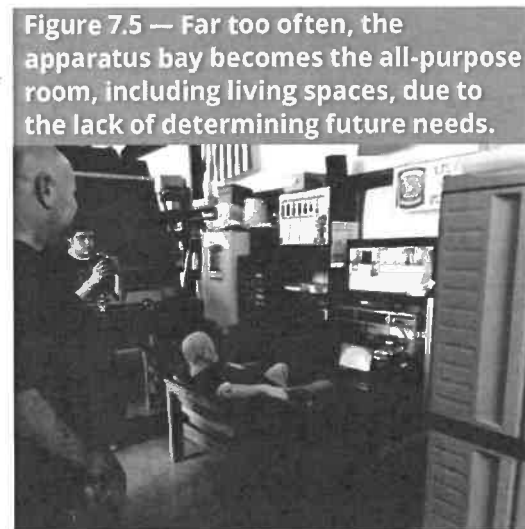 Figure 7.5 — Far too often, the
apparatus bay becomes the all-purpose
room, including living spaces, due to
the lack of determining future needs.